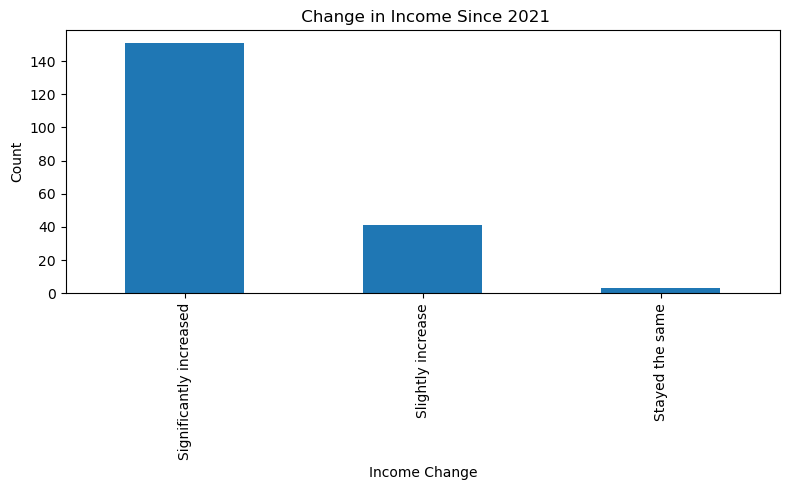 Change in Income Since 2021
Count
140
120
100
80
60
40
20
0
Significantly increased
Slightly increase
Stayed the same
Income Change